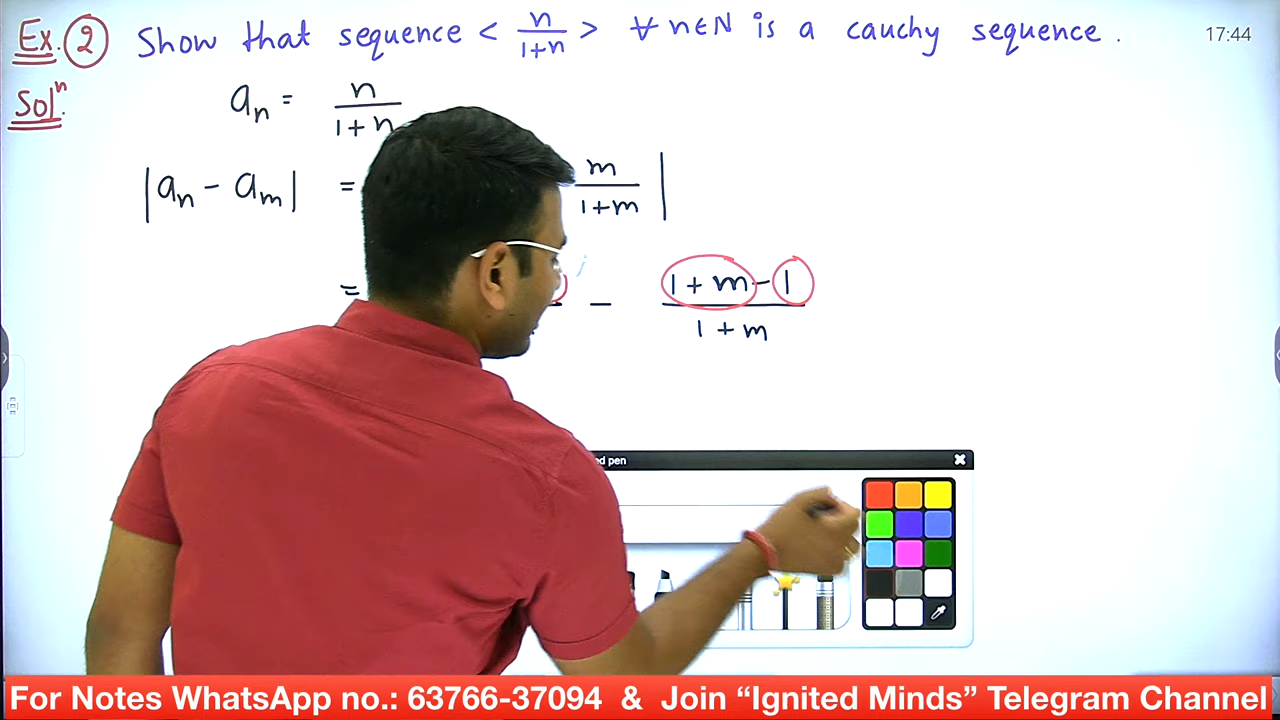 Ex. 2 Show that sequence < n/(1+n) > ∀ n∈N is a cauchy sequence. 17:44
Solⁿ. aₙ = n/(1+n)
|aₙ - aₘ| = m/(1+m) |
= - (1+m-1)/(1+m)
ed pen
For Notes WhatsApp no.: 63766-37094 & Join “Ignited Minds” Telegram Channel